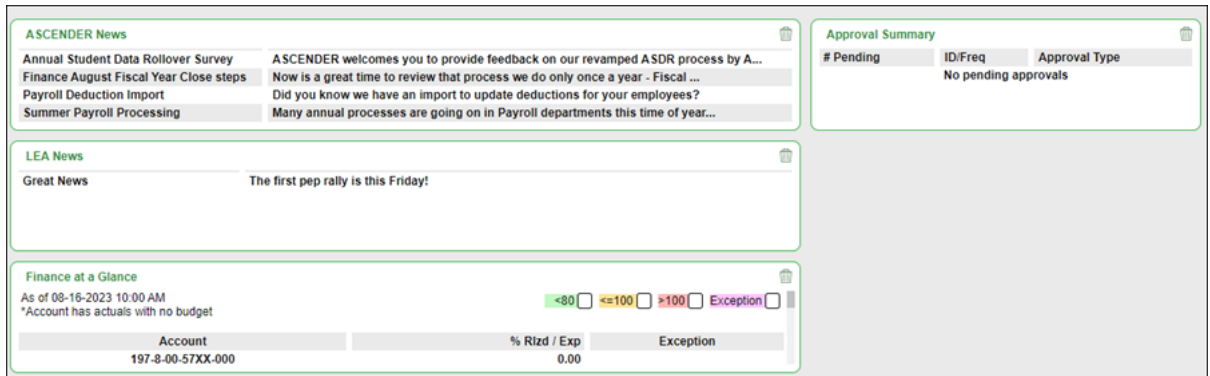 ASCENDER News
Annual Student Data Rollover Survey ASCENDER welcomes you to provide feedback on our revamped ASDR process by A...
Finance August Fiscal Year Close steps Now is a great time to review that process we do only once a year - Fiscal ...
Payroll Deduction Import Did you know we have an import to update deductions for your employees?
Summer Payroll Processing Many annual processes are going on in Payroll departments this time of year...
Approval Summary
# Pending ID/Freq Approval Type
No pending approvals
LEA News
Great News The first pep rally is this Friday!
Finance at a Glance
As of 08-16-2023 10:00 AM
*Account has actuals with no budget
<80 <=100 >100 Exception
Account % Rlzd / Exp Exception
197-8-00-57XX-000 0.00